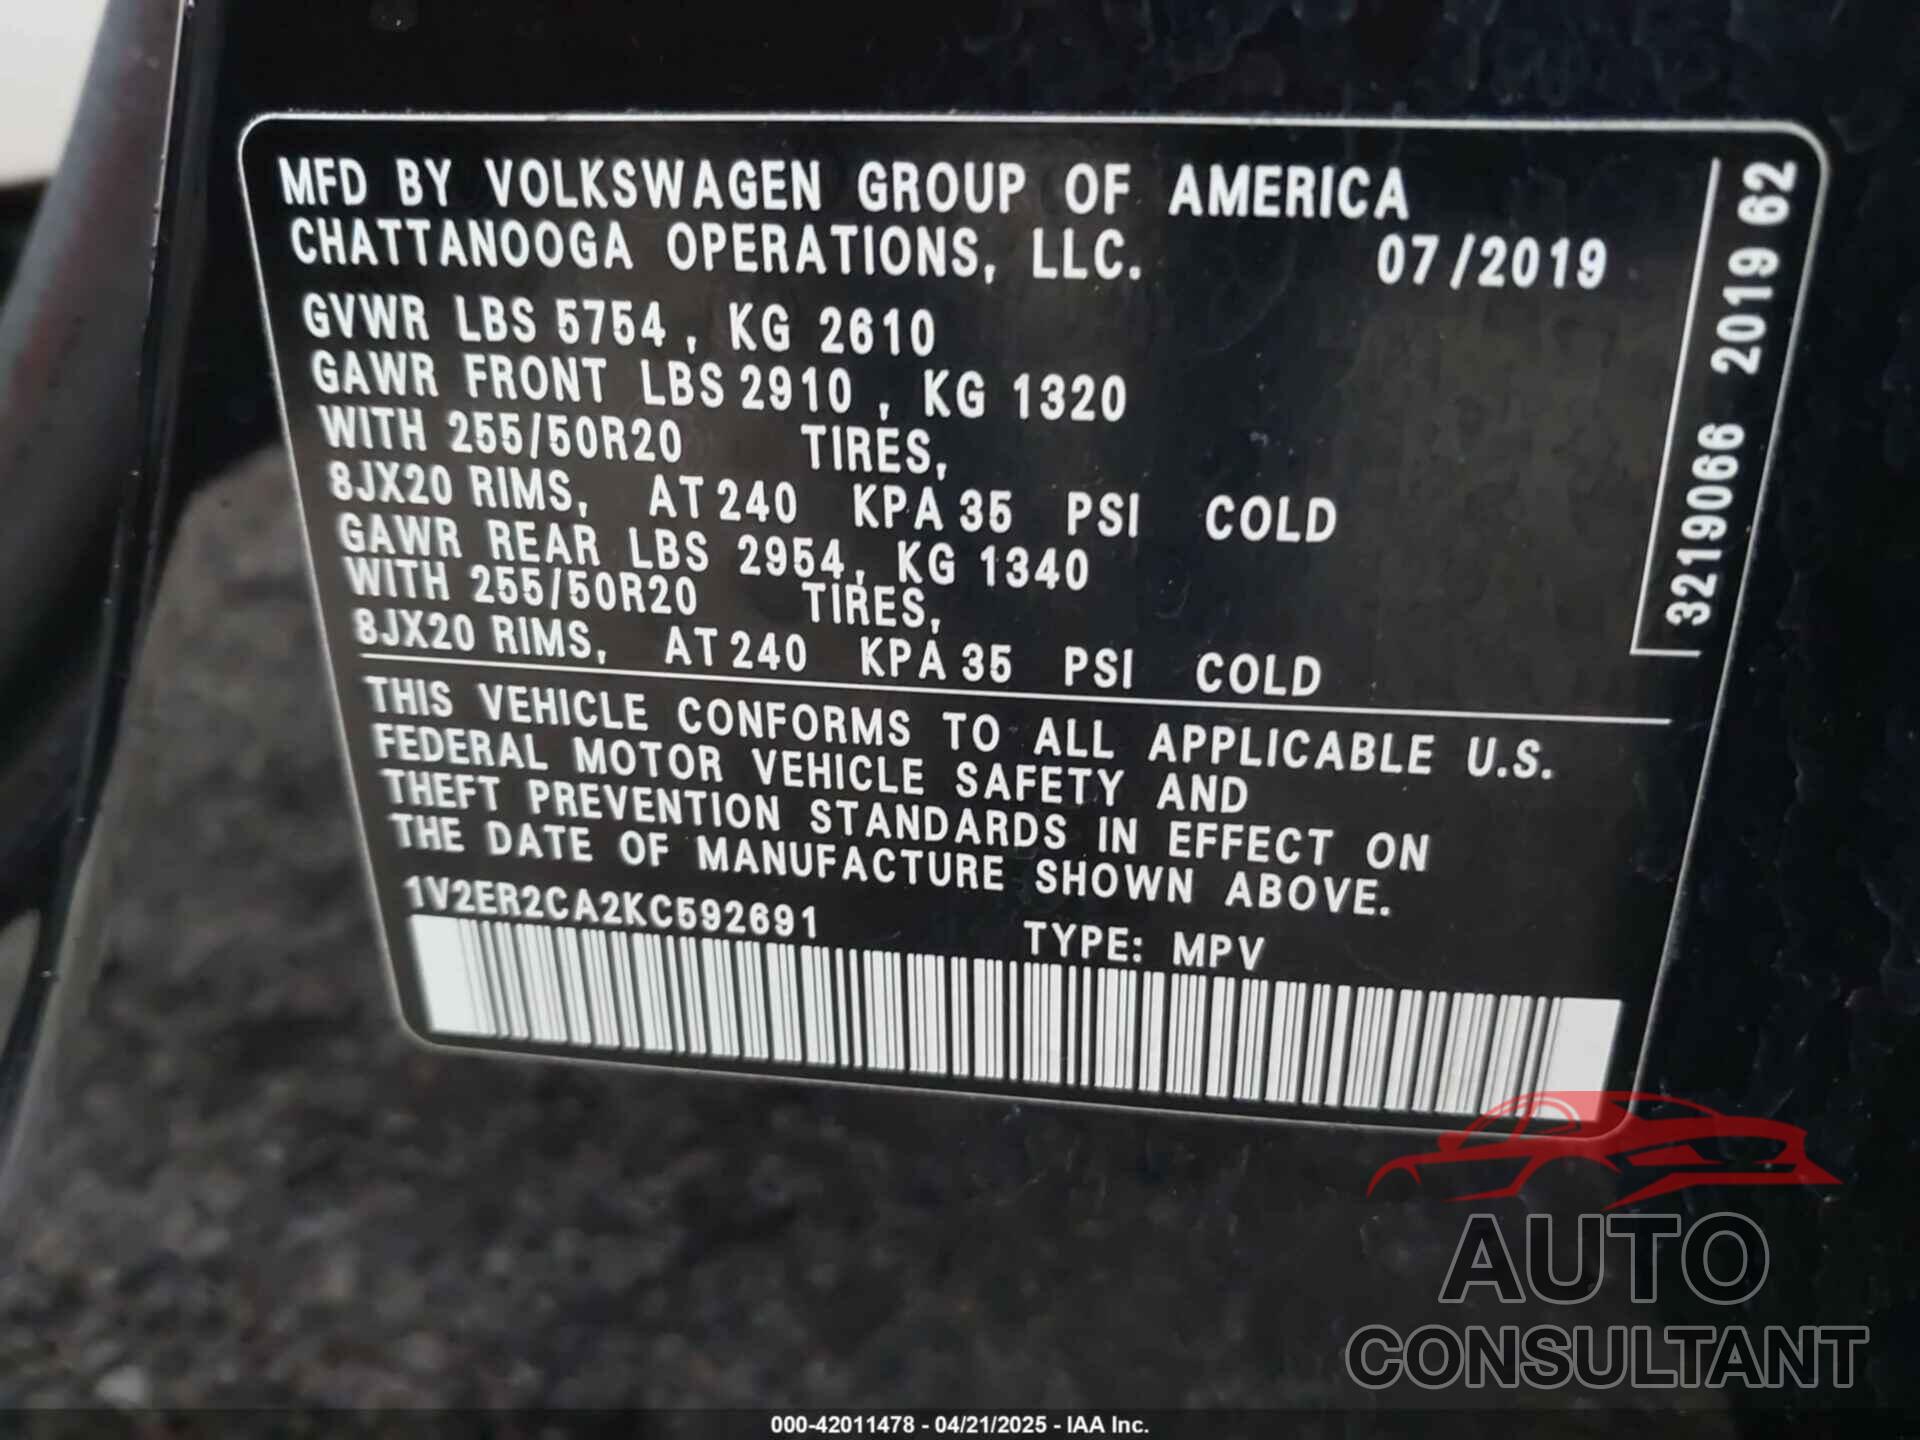 MFD BY VOLKSWAGEN GROUP OF AMERICA
CHATTANOOGA OPERATIONS, LLC. 07/2019
GVWR LBS 5754, KG 2610
GAWR FRONT LBS 2910, KG 1320
WITH 255/50R20 TIRES,
8JX20 RIMS, AT 240 KPA 35 PSI COLD
GAWR REAR LBS 2954, KG 1340
WITH 255/50R20 TIRES,
8JX20 RIMS, AT 240 KPA 35 PSI COLD
THIS VEHICLE CONFORMS TO ALL APPLICABLE U.S.
FEDERAL MOTOR VEHICLE SAFETY AND
THEFT PREVENTION STANDARDS IN EFFECT ON
THE DATE OF MANUFACTURE SHOWN ABOVE.
1V2ER2CA2KC592691 TYPE: MPV
3219066 2019 62
AUTO
CONSULTANT
000-42011478 - 04/21/2025 - IAA Inc.